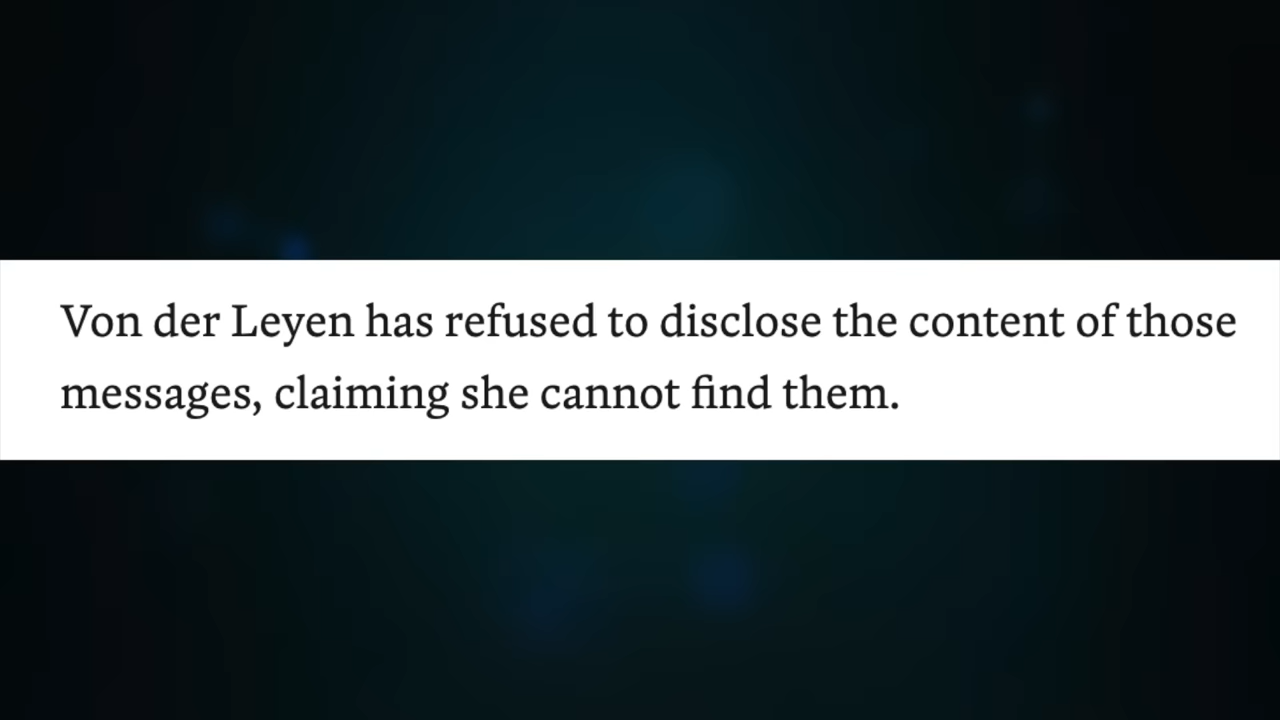 Von der Leyen has refused to disclose the content of those
messages, claiming she cannot find them.